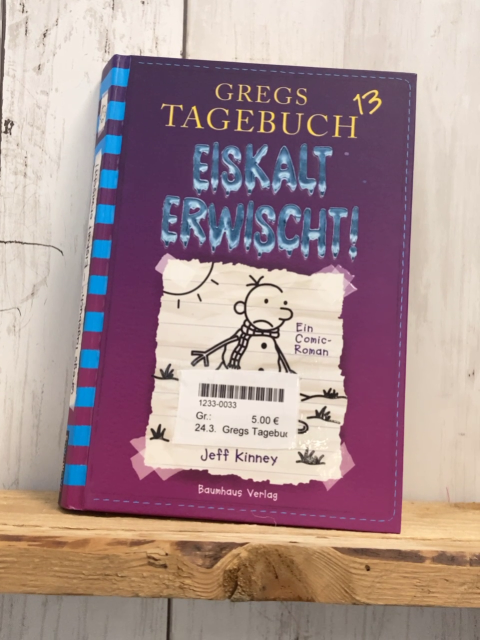 GREGS
TAGEBUCH 13
EISKALT
ERWISCHT!
Ein
Comic-
Roman
1233-0033
Gr.: 5.00 €
24.3. Gregs Tagebuc
Jeff Kinney
Baumhaus Verlag